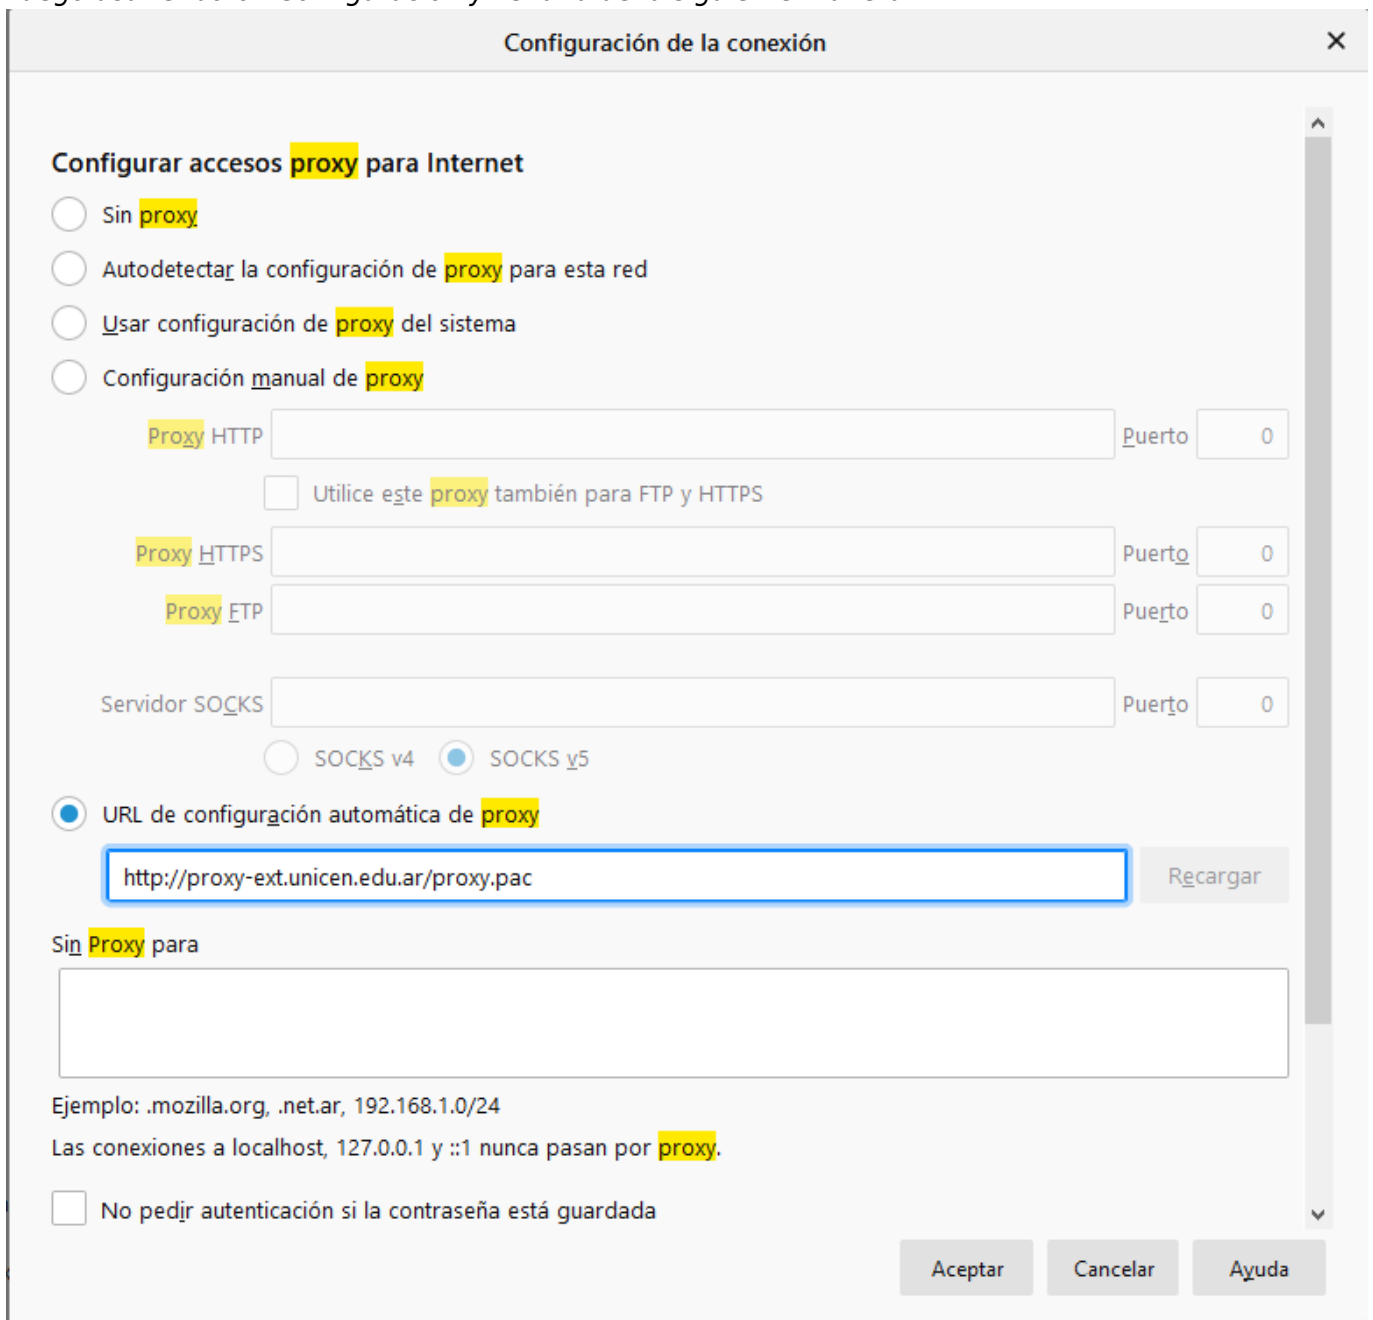 Configuración de la conexión
Configurar accesos proxy para Internet
Sin proxy
Autodetectar la configuración de proxy para esta red
Usar configuración de proxy del sistema
Configuración manual de proxy
Proxy HTTP Puerto 0
Utilice este proxy también para FTP y HTTPS
Proxy HTTPS Puerto 0
Proxy FTP Puerto 0
Servidor SOCKS Puerto 0
SOCKS v4 SOCKS v5
URL de configuración automática de proxy
http://proxy-ext.unicen.edu.ar/proxy.pac Recargar
Sin Proxy para
Ejemplo: .mozilla.org, .net.ar, 192.168.1.0/24
Las conexiones a localhost, 127.0.0.1 y ::1 nunca pasan por proxy.
No pedir autenticación si la contraseña está guardada
Aceptar Cancelar Ayuda